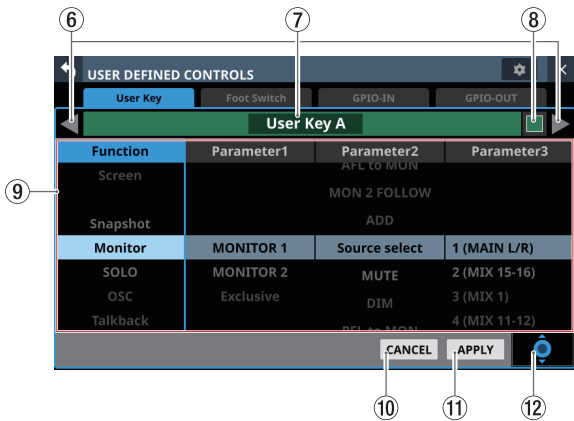 ⑥ ⑦ ⑧
USER DEFINED CONTROLS ×
User Key Foot Switch GPIO-IN GPIO-OUT
User Key A
Function Parameter1 Parameter2 Parameter3
Screen AFL to MON
⑨ MON 2 FOLLOW
Snapshot ADD
Monitor MONITOR 1 Source select 1 (MAIN L/R)
SOLO MONITOR 2 MUTE 2 (MIX 15-16)
OSC Exclusive DIM 3 (MIX 1)
Talkback PFL to MON 4 (MIX 11-12)
CANCEL APPLY
⑩ ⑪ ⑫